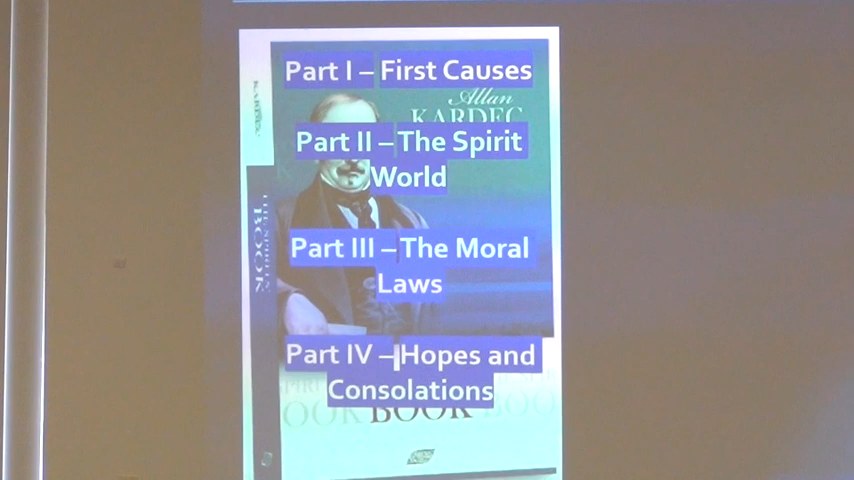 Part I – First Causes
Allan
KARDEC
Part II – The Spirit
World
Part III – The Moral
Laws
Part IV – Hopes and
Consolations
BOOK
BOOK